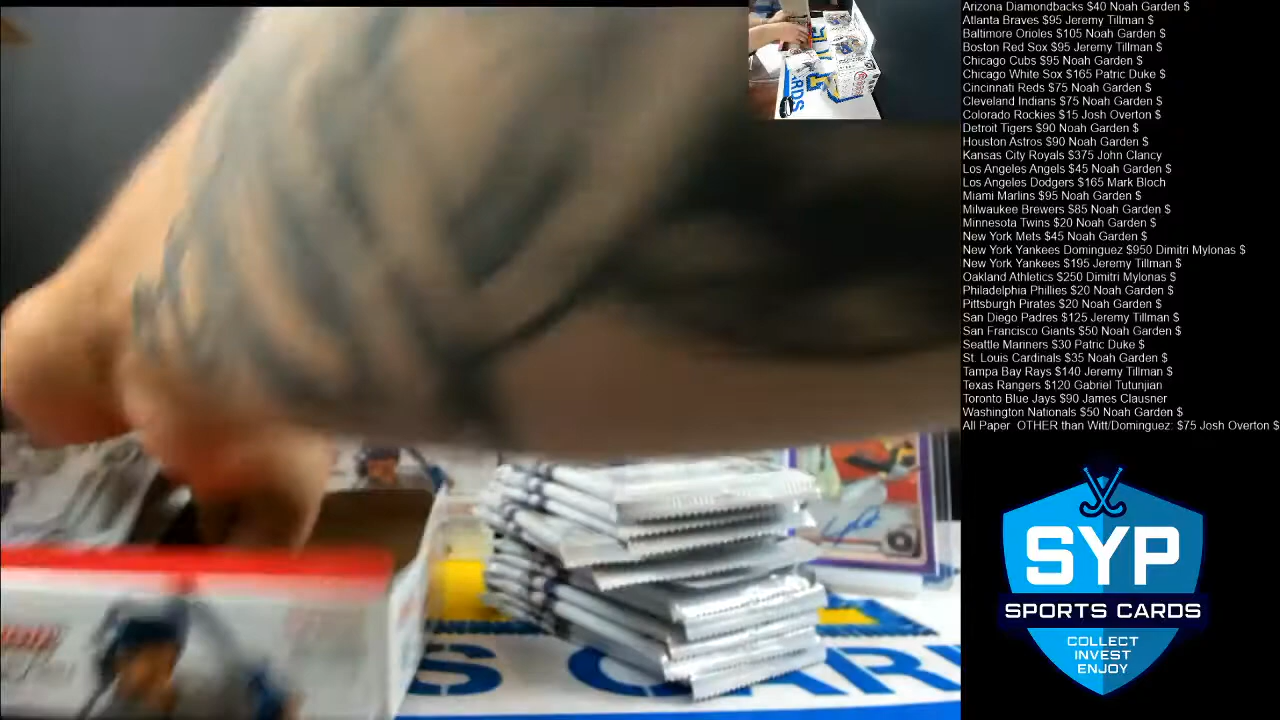 Arizona Diamondbacks $40 Noah Garden $
Atlanta Braves $95 Jeremy Tillman $
Baltimore Orioles $105 Noah Garden $
Boston Red Sox $95 Jeremy Tillman $
Chicago Cubs $95 Noah Garden $
Chicago White Sox $165 Patric Duke $
Cincinnati Reds $75 Noah Garden $
Cleveland Indians $75 Noah Garden $
Colorado Rockies $15 Josh Overton $
Detroit Tigers $90 Noah Garden $
Houston Astros $90 Noah Garden $
Kansas City Royals $375 John Clancy
Los Angeles Angels $45 Noah Garden $
Los Angeles Dodgers $165 Mark Bloch
Miami Marlins $95 Noah Garden $
Milwaukee Brewers $85 Noah Garden $
Minnesota Twins $20 Noah Garden $
New York Mets $45 Noah Garden $
New York Yankees Dominguez $950 Dimitri Mylonas $
New York Yankees $195 Jeremy Tillman $
Oakland Athletics $250 Dimitri Mylonas $
Philadelphia Phillies $20 Noah Garden $
Pittsburgh Pirates $20 Noah Garden $
San Diego Padres $125 Jeremy Tillman $
San Francisco Giants $50 Noah Garden $
Seattle Mariners $30 Patric Duke $
St. Louis Cardinals $35 Noah Garden $
Tampa Bay Rays $140 Jeremy Tillman $
Texas Rangers $120 Gabriel Tutunjian
Toronto Blue Jays $90 James Clausner
Washington Nationals $50 Noah Garden $
All Paper OTHER than Witt/Dominguez: $75 Josh Overton $
SYP
SPORTS CARDS
COLLECT
INVEST
ENJOY
S CARD
RDS